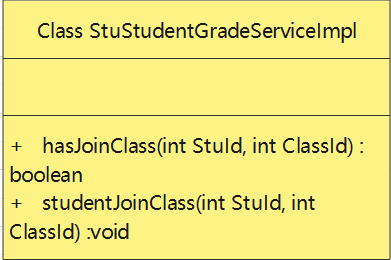 Class StuStudentGradeServiceImpl
+ hasJoinClass(int StuId, int ClassId) :
boolean
+ studentJoinClass(int StuId, int
ClassId) :void